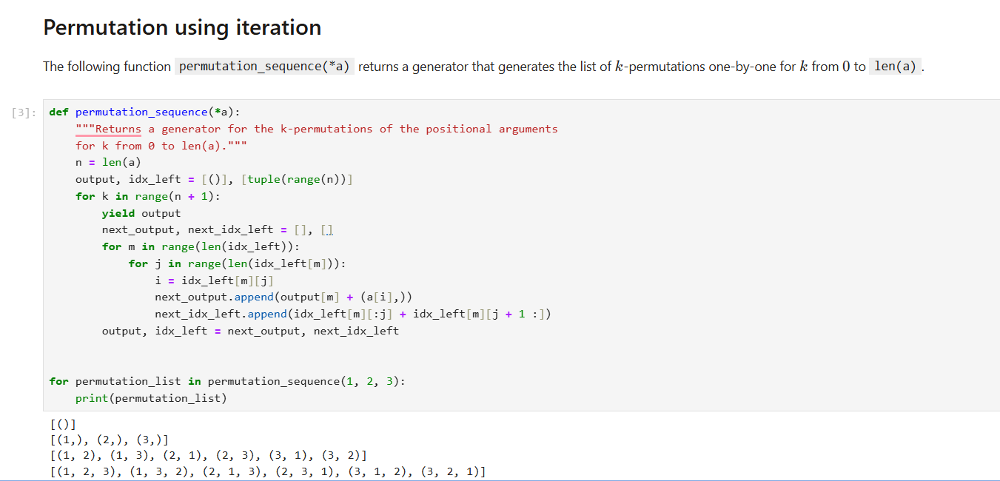 Permutation using iteration
The following function permutation_sequence(*a) returns a generator that generates the list of k-permutations one-by-one for k from 0 to len(a) .
[3]: def permutation_sequence(*a):
    """Returns a generator for the k-permutations of the positional arguments
    for k from 0 to len(a)."""
    n = len(a)
    output, idx_left = [()], [tuple(range(n))]
    for k in range(n + 1):
        yield output
        next_output, next_idx_left = [], []
        for m in range(len(idx_left)):
            for j in range(len(idx_left[m])):
                i = idx_left[m][j]
                next_output.append(output[m] + (a[i],))
                next_idx_left.append(idx_left[m][:j] + idx_left[m][j + 1 :])
        output, idx_left = next_output, next_idx_left
for permutation_list in permutation_sequence(1, 2, 3):
    print(permutation_list)
[()]
[(1,), (2,), (3,)]
[(1, 2), (1, 3), (2, 1), (2, 3), (3, 1), (3, 2)]
[(1, 2, 3), (1, 3, 2), (2, 1, 3), (2, 3, 1), (3, 1, 2), (3, 2, 1)]